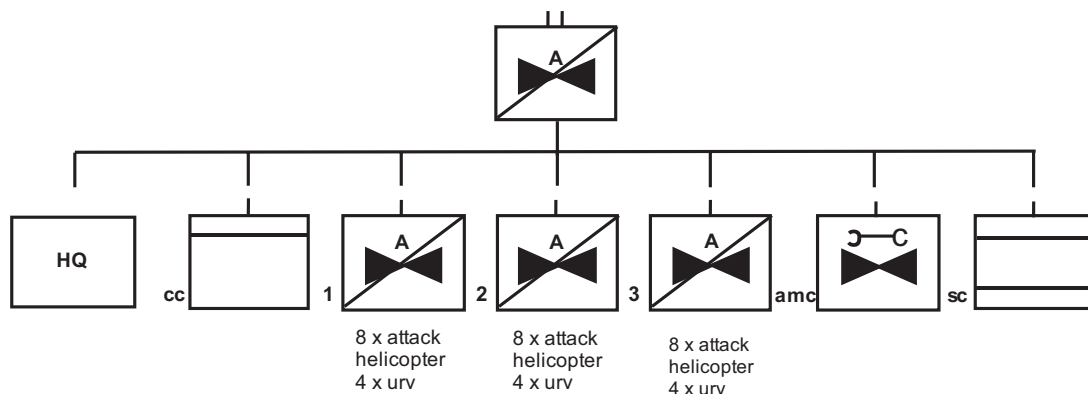 A
HQ
cc
1
A
2
A
3
A
amc
C
sc
8 x attack
helicopter
4 x urv
8 x attack
helicopter
4 x urv
8 x attack
helicopter
4 x urv